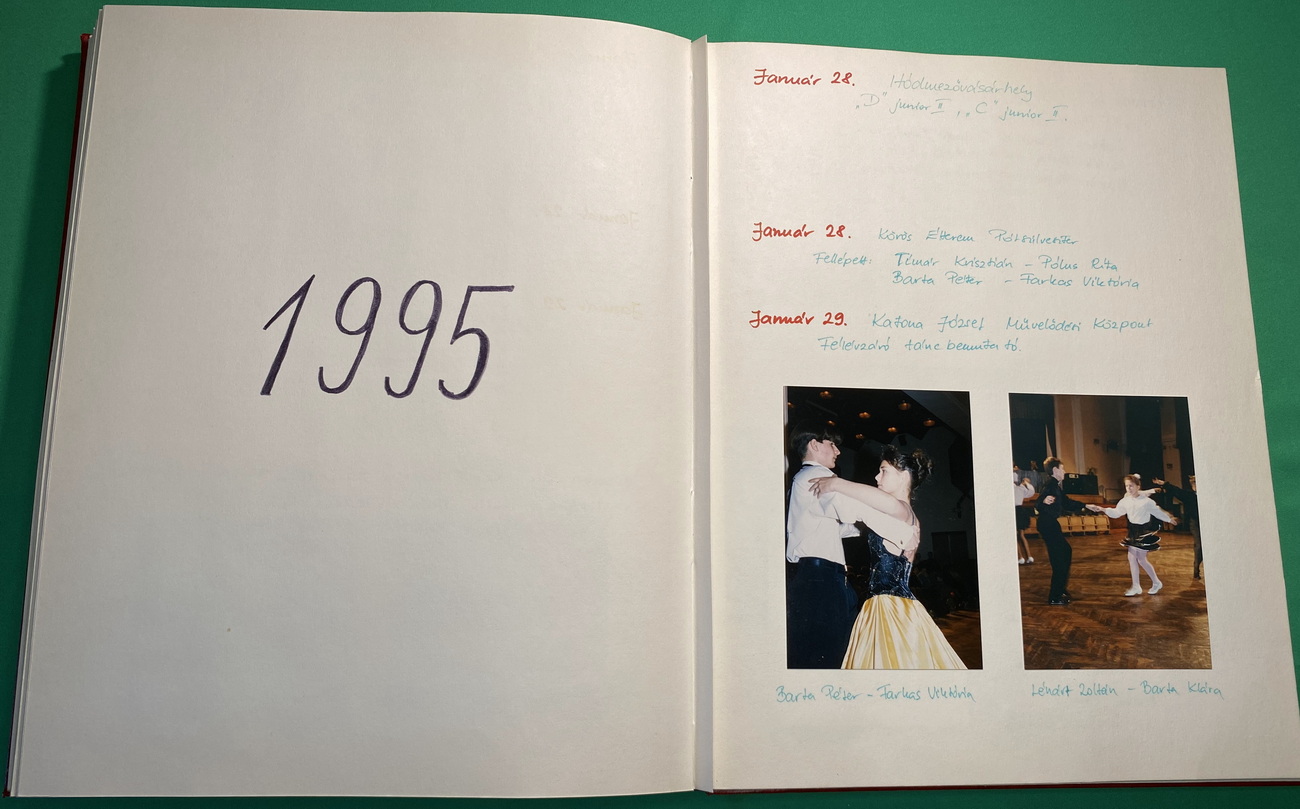 1995
Január 28. Hódmezővásárhely
„D" junior II, „C" junior II.
Január 28. Körös Étterem Pótszilveszter
Fellépett: Tímár Krisztián – Pólus Rita
Barta Péter – Farkas Viktória
Január 29. Katona József Művelődési Központ
Félévzáró tánc bemutató.
Barta Péter – Farkas Viktória
Lénárt Zoltán – Barta Klára